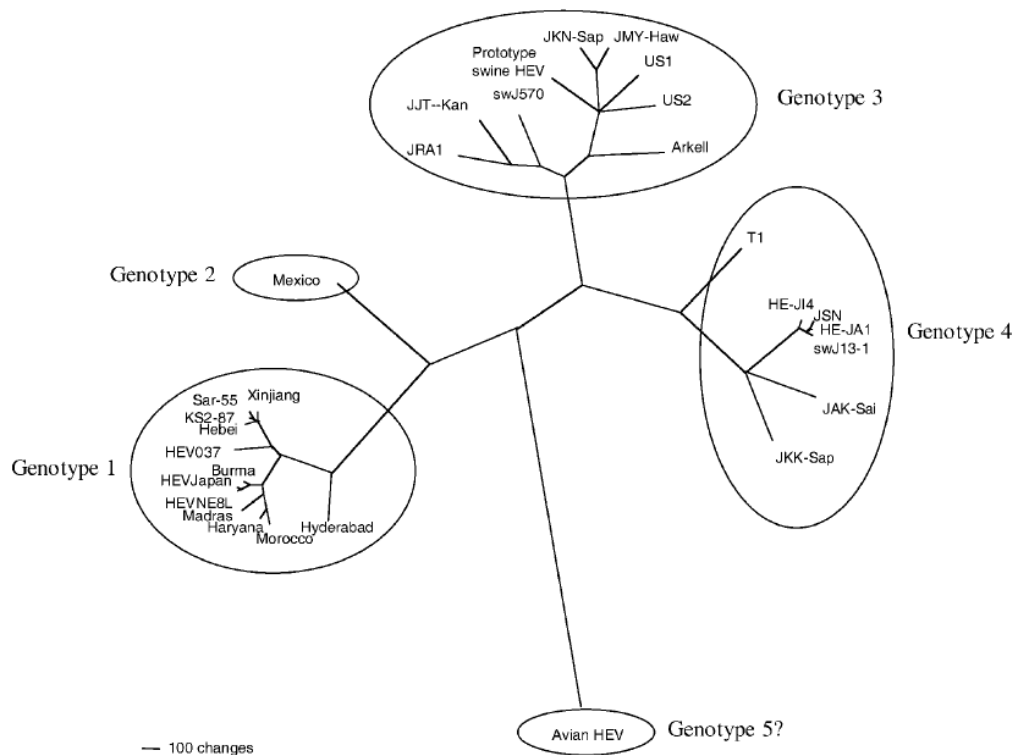 JKN-Sap
JMY-Haw
Prototype
swine HEV
US1
swJ570
US2
JJT--Kan
Genotype 3
Arkell
JRA1
T1
Genotype 2
Mexico
HE-JI4
JSN
HE-JA1
swJ13-1
Genotype 4
Xinjiang
Sar-55
KS2-87
Hebei
JAK-Sai
HEV037
JKK-Sap
Genotype 1
Burma
HEVJapan
HEVNE8L
Madras
Haryana
Hyderabad
Morocco
Avian HEV
Genotype 5?
100 changes